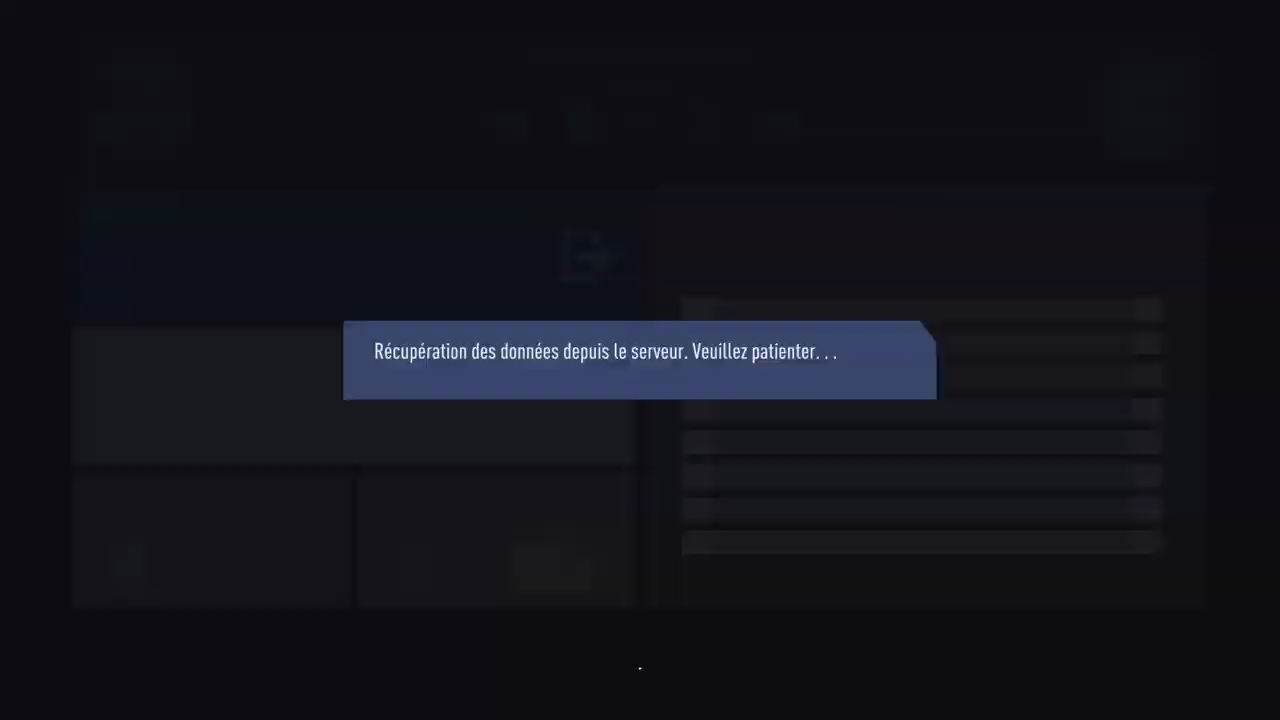 Récupération des données depuis le serveur. Veuillez patienter. . .